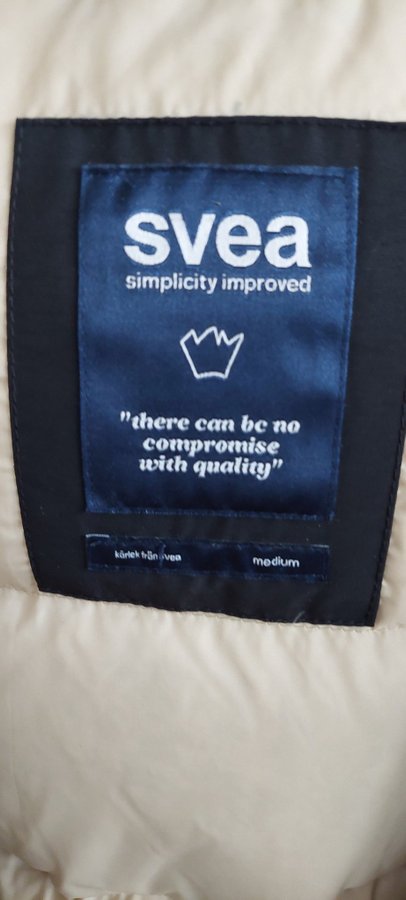 svea
simplicity improved
"there can be no
compromise
with quality"
kärlek från svea
medium